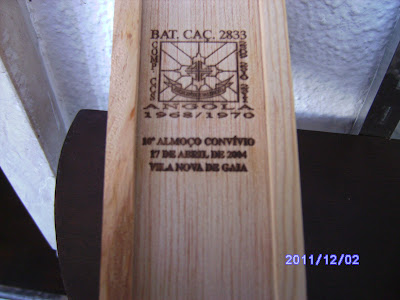 BAT. CAÇ. 2833
ANGOLA
1968/1970
10º ALMOÇO CONVÍVIO
17 DE ABRIL DE 2004
VILA NOVA DE GAIA
2011/12/02